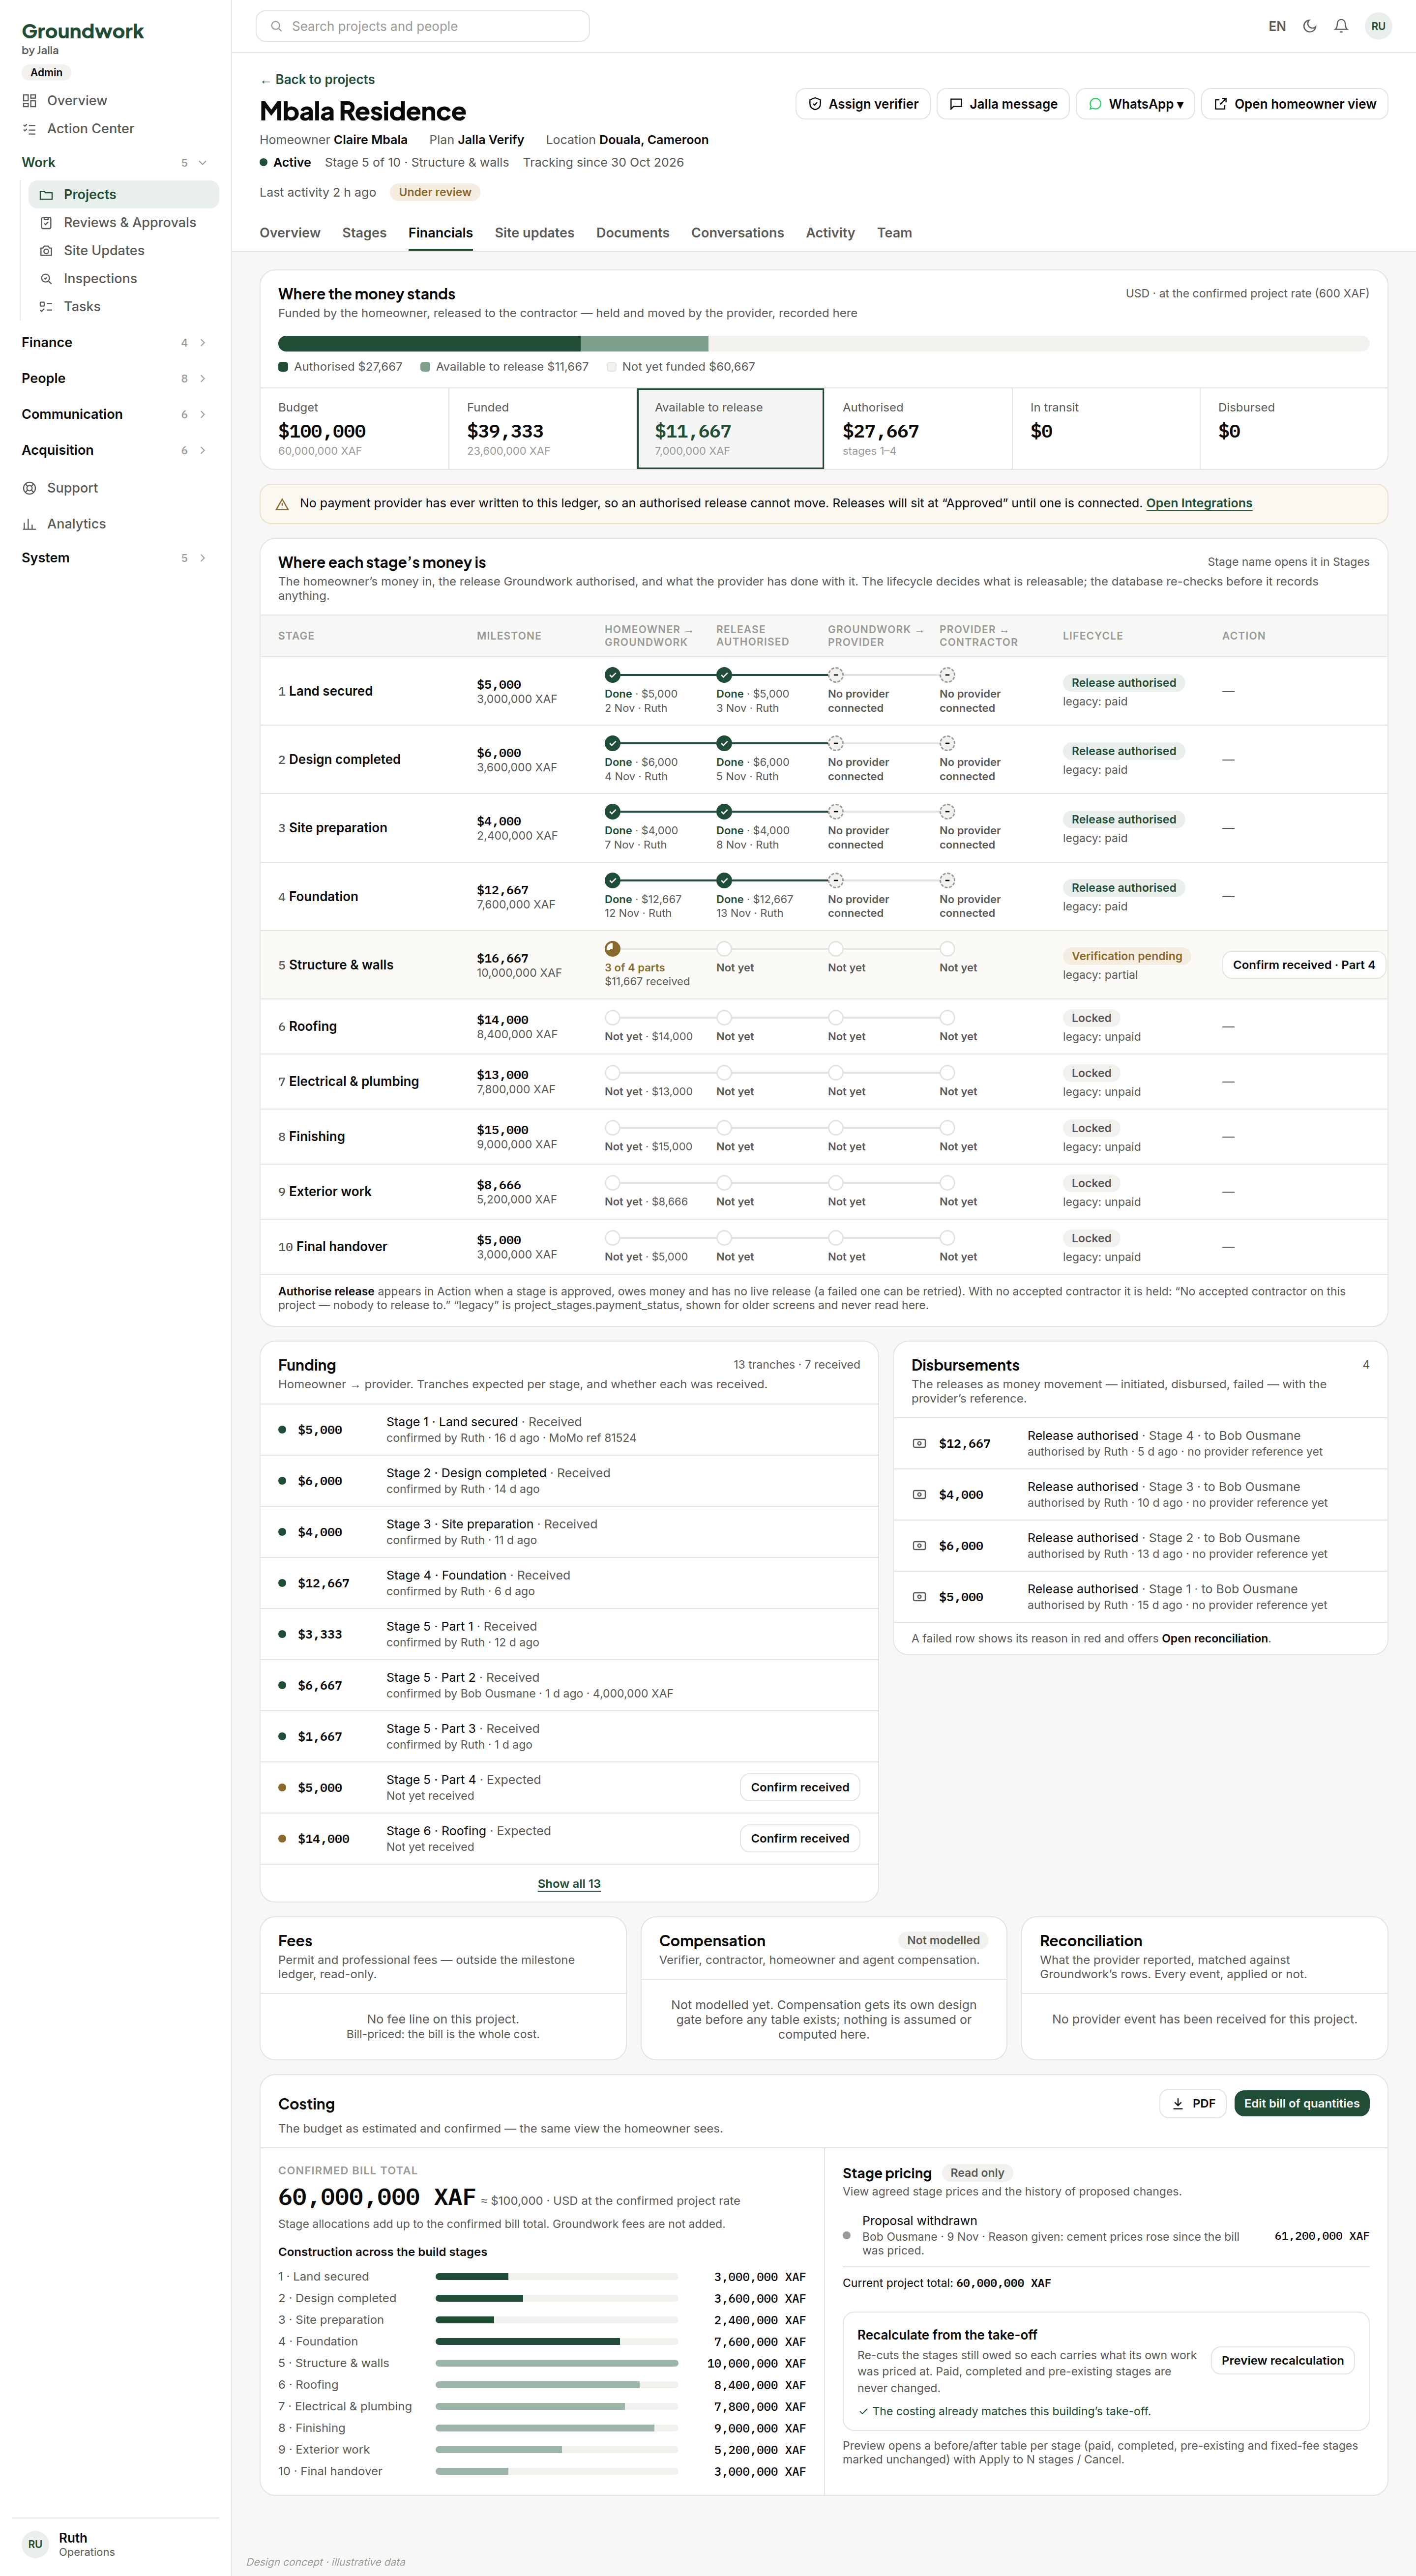 Groundwork
by Jalla
Admin
Overview
Action Center
Work 5
Projects
Reviews & Approvals
Site Updates
Inspections
Tasks
Finance 4
People 8
Communication 6
Acquisition 6
Support
Analytics
System 5
RU Ruth
Operations
Search projects and people
EN RU
← Back to projects
Mbala Residence
Assign verifier Jalla message WhatsApp ▾ Open homeowner view
Homeowner Claire Mbala Plan Jalla Verify Location Douala, Cameroon
Active Stage 5 of 10 · Structure & walls Tracking since 30 Oct 2026
Last activity 2 h ago Under review
Overview Stages Financials Site updates Documents Conversations Activity Team
Where the money stands USD · at the confirmed project rate (600 XAF)
Funded by the homeowner, released to the contractor — held and moved by the provider, recorded here
Authorised $27,667 Available to release $11,667 Not yet funded $60,667
Budget Funded Available to release Authorised In transit Disbursed
$100,000 $39,333 $11,667 $27,667 $0 $0
60,000,000 XAF 23,600,000 XAF 7,000,000 XAF stages 1–4
No payment provider has ever written to this ledger, so an authorised release cannot move. Releases will sit at “Approved” until one is connected. Open Integrations
Where each stage’s money is Stage name opens it in Stages
The homeowner’s money in, the release Groundwork authorised, and what the provider has done with it. The lifecycle decides what is releasable; the database re-checks before it records
anything.
STAGE MILESTONE HOMEOWNER → GROUNDWORK RELEASE AUTHORISED GROUNDWORK → PROVIDER PROVIDER → CONTRACTOR LIFECYCLE ACTION
1 Land secured
$5,000
3,000,000 XAF
Done · $5,000
2 Nov · Ruth
Done · $5,000
3 Nov · Ruth
No provider
connected
No provider
connected
Release authorised
legacy: paid
—
2 Design completed
$6,000
3,600,000 XAF
Done · $6,000
4 Nov · Ruth
Done · $6,000
5 Nov · Ruth
No provider
connected
No provider
connected
Release authorised
legacy: paid
—
3 Site preparation
$4,000
2,400,000 XAF
Done · $4,000
7 Nov · Ruth
Done · $4,000
8 Nov · Ruth
No provider
connected
No provider
connected
Release authorised
legacy: paid
—
4 Foundation
$12,667
7,600,000 XAF
Done · $12,667
12 Nov · Ruth
Done · $12,667
13 Nov · Ruth
No provider
connected
No provider
connected
Release authorised
legacy: paid
—
5 Structure & walls
$16,667
10,000,000 XAF
3 of 4 parts
$11,667 received
Not yet
Not yet
Not yet
Verification pending
legacy: partial
Confirm received · Part 4
6 Roofing
$14,000
8,400,000 XAF
Not yet · $14,000
Not yet
Not yet
Not yet
Locked
legacy: unpaid
—
7 Electrical & plumbing
$13,000
7,800,000 XAF
Not yet · $13,000
Not yet
Not yet
Not yet
Locked
legacy: unpaid
—
8 Finishing
$15,000
9,000,000 XAF
Not yet · $15,000
Not yet
Not yet
Not yet
Locked
legacy: unpaid
—
9 Exterior work
$8,666
5,200,000 XAF
Not yet · $8,666
Not yet
Not yet
Not yet
Locked
legacy: unpaid
—
10 Final handover
$5,000
3,000,000 XAF
Not yet · $5,000
Not yet
Not yet
Not yet
Locked
legacy: unpaid
—
Authorise release appears in Action when a stage is approved, owes money and has no live release (a failed one can be retried). With no accepted contractor it is held: “No accepted contractor on this
project — nobody to release to.” “legacy” is project_stages.payment_status, shown for older screens and never read here.
Funding 13 tranches · 7 received
Homeowner → provider. Tranches expected per stage, and whether each was received.
$5,000 Stage 1 · Land secured · Received
confirmed by Ruth · 16 d ago · MoMo ref 81524
$6,000 Stage 2 · Design completed · Received
confirmed by Ruth · 14 d ago
$4,000 Stage 3 · Site preparation · Received
confirmed by Ruth · 11 d ago
$12,667 Stage 4 · Foundation · Received
confirmed by Ruth · 6 d ago
$3,333 Stage 5 · Part 1 · Received
confirmed by Ruth · 12 d ago
$6,667 Stage 5 · Part 2 · Received
confirmed by Bob Ousmane · 1 d ago · 4,000,000 XAF
$1,667 Stage 5 · Part 3 · Received
confirmed by Ruth · 1 d ago
$5,000 Stage 5 · Part 4 · Expected
Not yet received
Confirm received
$14,000 Stage 6 · Roofing · Expected
Not yet received
Confirm received
Show all 13
Disbursements 4
The releases as money movement — initiated, disbursed, failed — with the
provider’s reference.
$12,667 Release authorised · Stage 4 · to Bob Ousmane
authorised by Ruth · 5 d ago · no provider reference yet
$4,000 Release authorised · Stage 3 · to Bob Ousmane
authorised by Ruth · 10 d ago · no provider reference yet
$6,000 Release authorised · Stage 2 · to Bob Ousmane
authorised by Ruth · 13 d ago · no provider reference yet
$5,000 Release authorised · Stage 1 · to Bob Ousmane
authorised by Ruth · 15 d ago · no provider reference yet
A failed row shows its reason in red and offers Open reconciliation.
Fees
Permit and professional fees — outside the milestone
ledger, read-only.
No fee line on this project.
Bill-priced: the bill is the whole cost.
Compensation Not modelled
Verifier, contractor, homeowner and agent compensation.
Not modelled yet. Compensation gets its own design
gate before any table exists; nothing is assumed or
computed here.
Reconciliation
What the provider reported, matched against
Groundwork’s rows. Every event, applied or not.
No provider event has been received for this project.
Costing PDF Edit bill of quantities
The budget as estimated and confirmed — the same view the homeowner sees.
CONFIRMED BILL TOTAL
60,000,000 XAF ≈ $100,000 · USD at the confirmed project rate
Stage allocations add up to the confirmed bill total. Groundwork fees are not added.
Construction across the build stages
1 · Land secured 3,000,000 XAF
2 · Design completed 3,600,000 XAF
3 · Site preparation 2,400,000 XAF
4 · Foundation 7,600,000 XAF
5 · Structure & walls 10,000,000 XAF
6 · Roofing 8,400,000 XAF
7 · Electrical & plumbing 7,800,000 XAF
8 · Finishing 9,000,000 XAF
9 · Exterior work 5,200,000 XAF
10 · Final handover 3,000,000 XAF
Stage pricing Read only
View agreed stage prices and the history of proposed changes.
Proposal withdrawn
Bob Ousmane · 9 Nov · Reason given: cement prices rose since the bill
was priced.
61,200,000 XAF
Current project total: 60,000,000 XAF
Recalculate from the take-off
Re-cuts the stages still owed so each carries what its own work
was priced at. Paid, completed and pre-existing stages are
never changed.
Preview recalculation
✓ The costing already matches this building’s take-off.
Preview opens a before/after table per stage (paid, completed, pre-existing and fixed-fee stages
marked unchanged) with Apply to N stages / Cancel.
Design concept · illustrative data